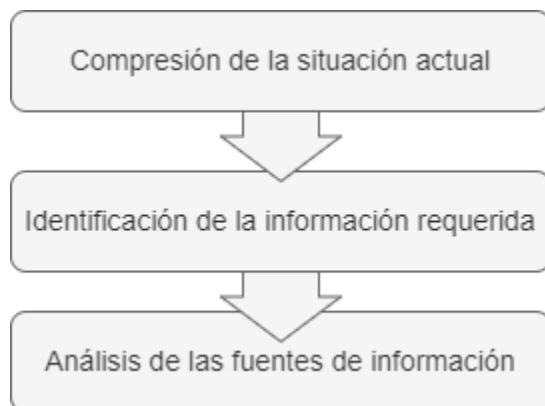 Compresión de la situación actual
Identificación de la información requerida
Análisis de las fuentes de información